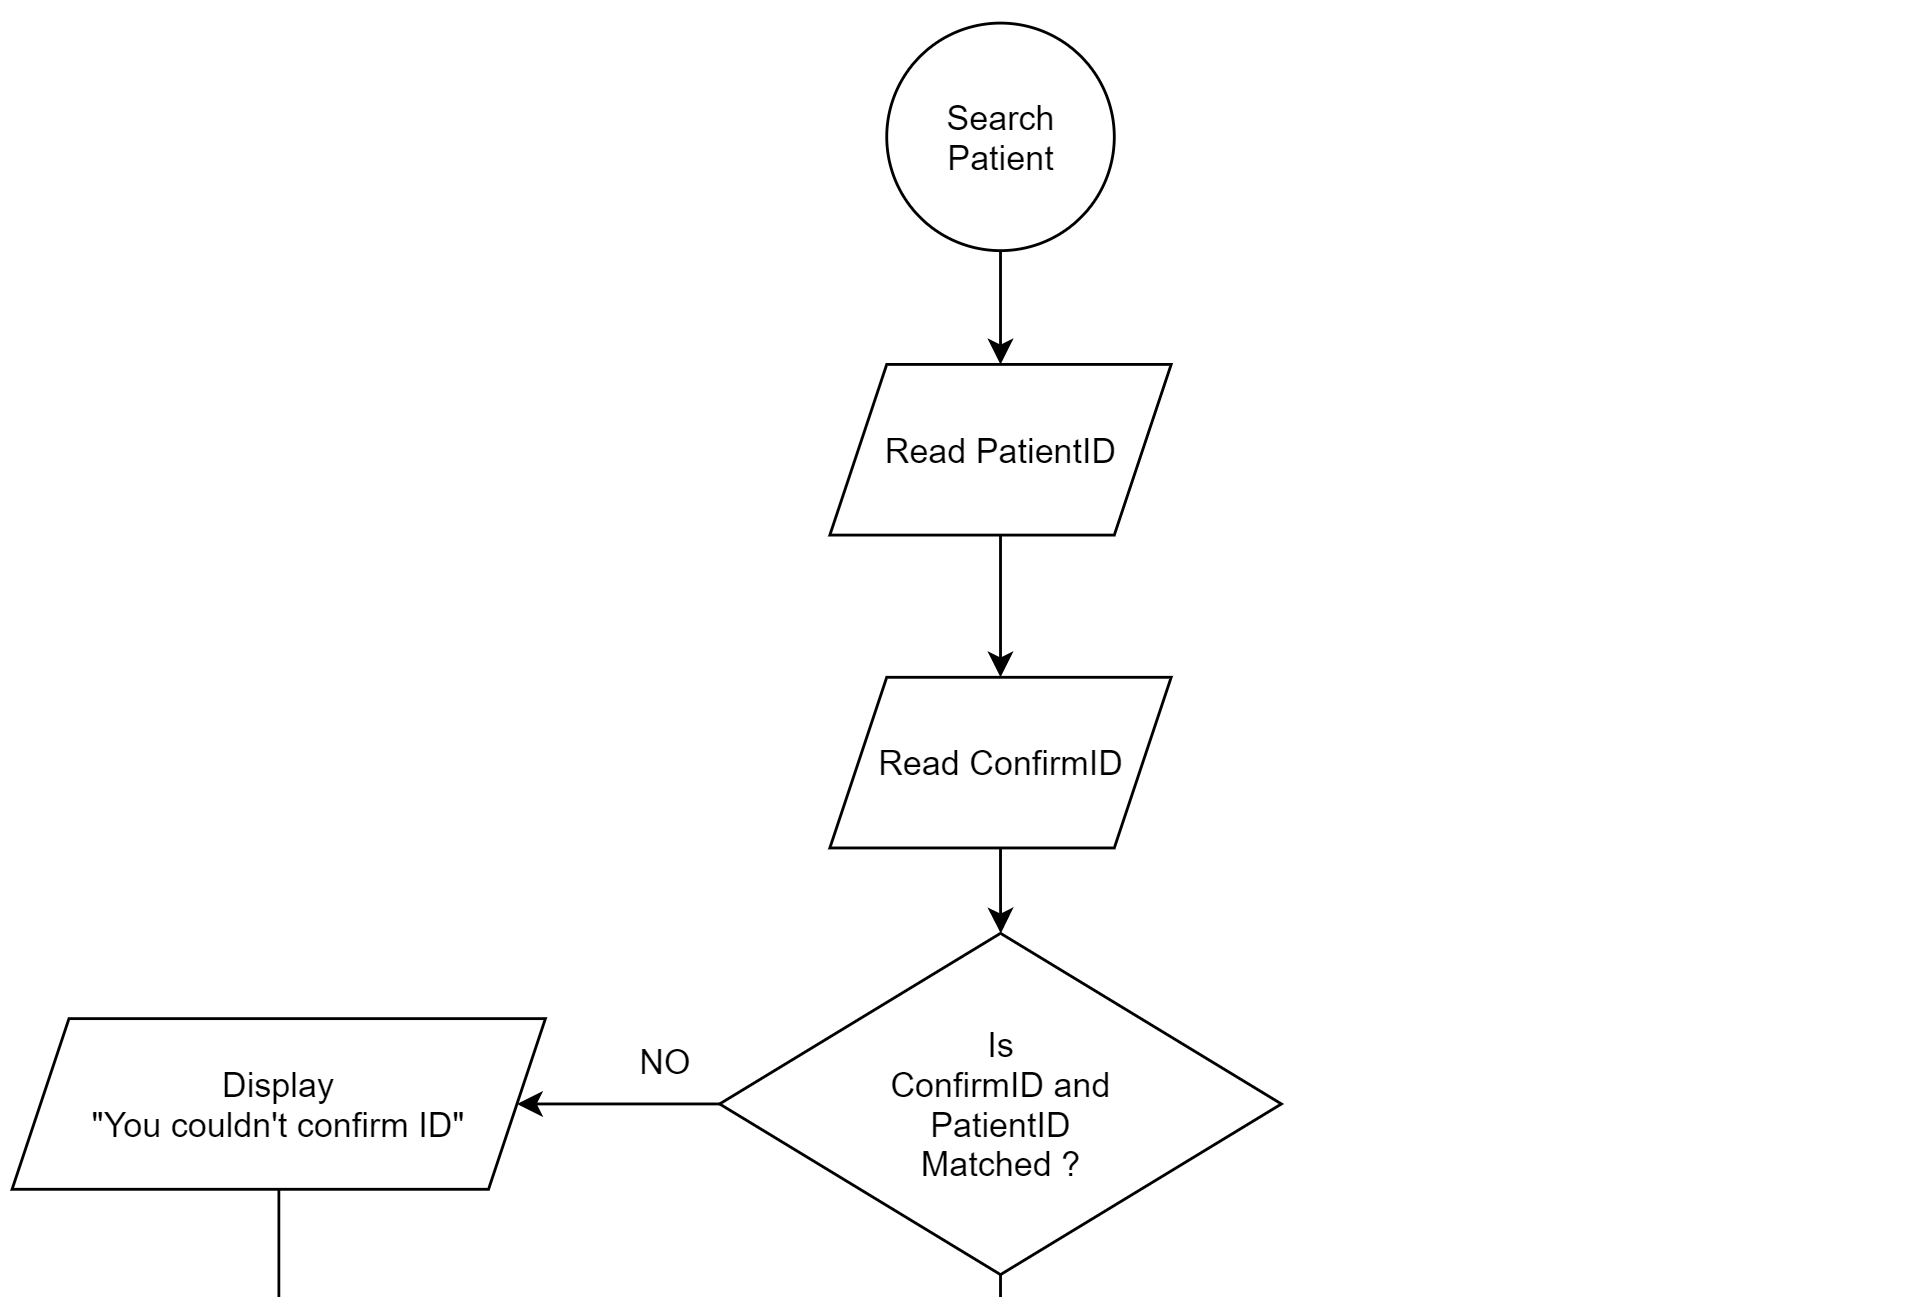 Search
Patient
Read PatientID
Read ConfirmID
Is
ConfirmID and
PatientID
Matched ?
NO
Display
"You couldn't confirm ID"